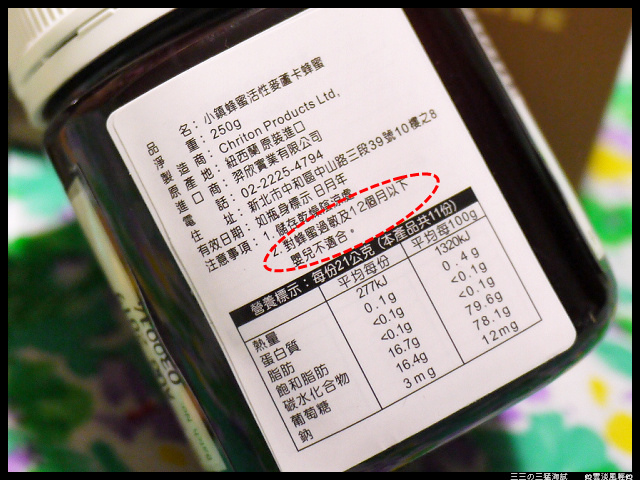 品名：小鎮蜂蜜活性麥蘆卡蜂蜜
淨重：250g
製造商：Chriton Products Ltd.
原產地：紐西蘭原裝進口
進口商：翌欣實業有限公司
電話：02-2225-4794
住址：新北市中和區中山路三段39號10樓之8
有效日期：如瓶身標示 日月年
注意事項：1. 儲存乾燥陰涼處
2. 對蜂蜜過敏及12個月以下
嬰兒不適合。
營養標示：每份21公克 (本產品共11份)
平均每份 平均每100g
熱量 277kJ 1320kJ
蛋白質 0.1g 0.4g
脂肪 <0.1g <0.1g
飽和脂肪 <0.1g <0.1g
碳水化合物 16.7g 79.6g
葡萄糖 16.4g 78.1g
鈉 3mg 12mg
三三の三猛海賊